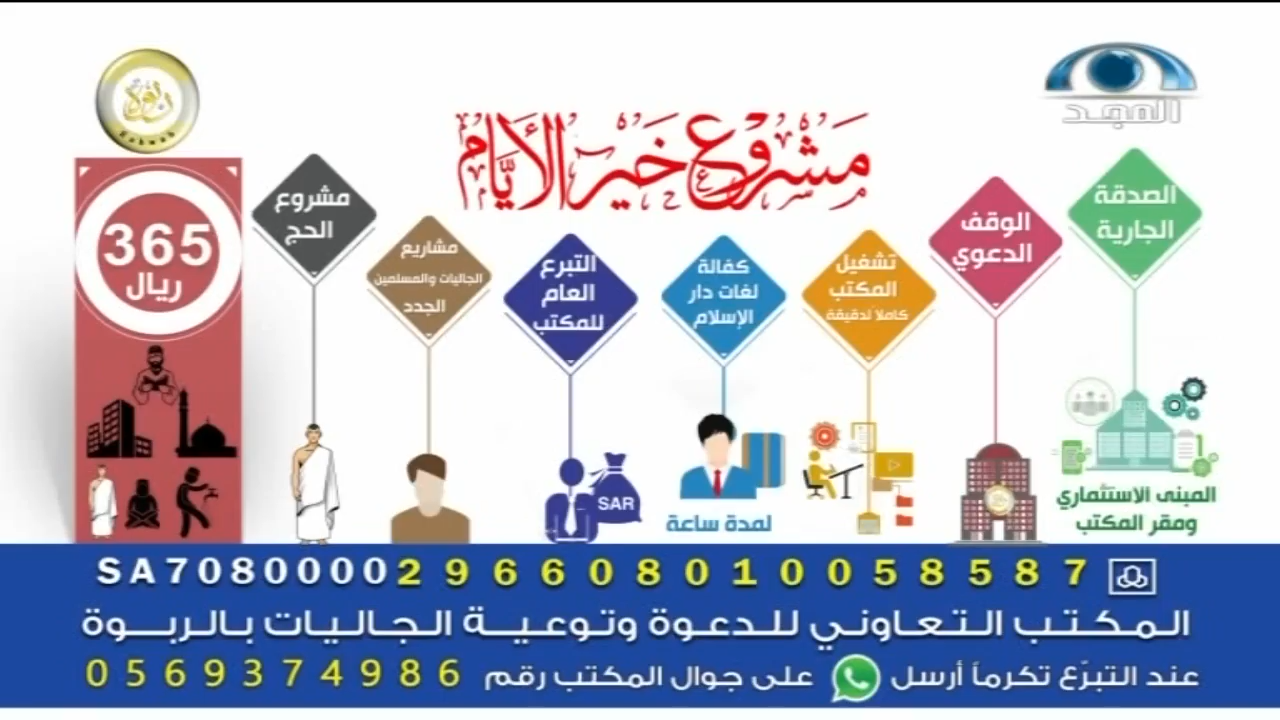 المجد
ربوة
Rabwah
مشروع خير الأيام
الصدقة
الجارية
المبنى الاستثماري
ومقر المكتب
الوقف
الدعوي
تشغيل
المكتب
كاملا لدقيقة
كفالة
لغات دار
الإسلام
لمدة ساعة
التبرع
العام
للمكتب
SAR
مشاريع
الجاليات والمسلمين
الجدد
مشروع
الحج
365
ريال
SA7080000296608010058587
المكتب التعاوني للدعوة وتوعية الجاليات بالربوة
عند التبرّع تكرماً أرسل على جوال المكتب رقم 0569374986